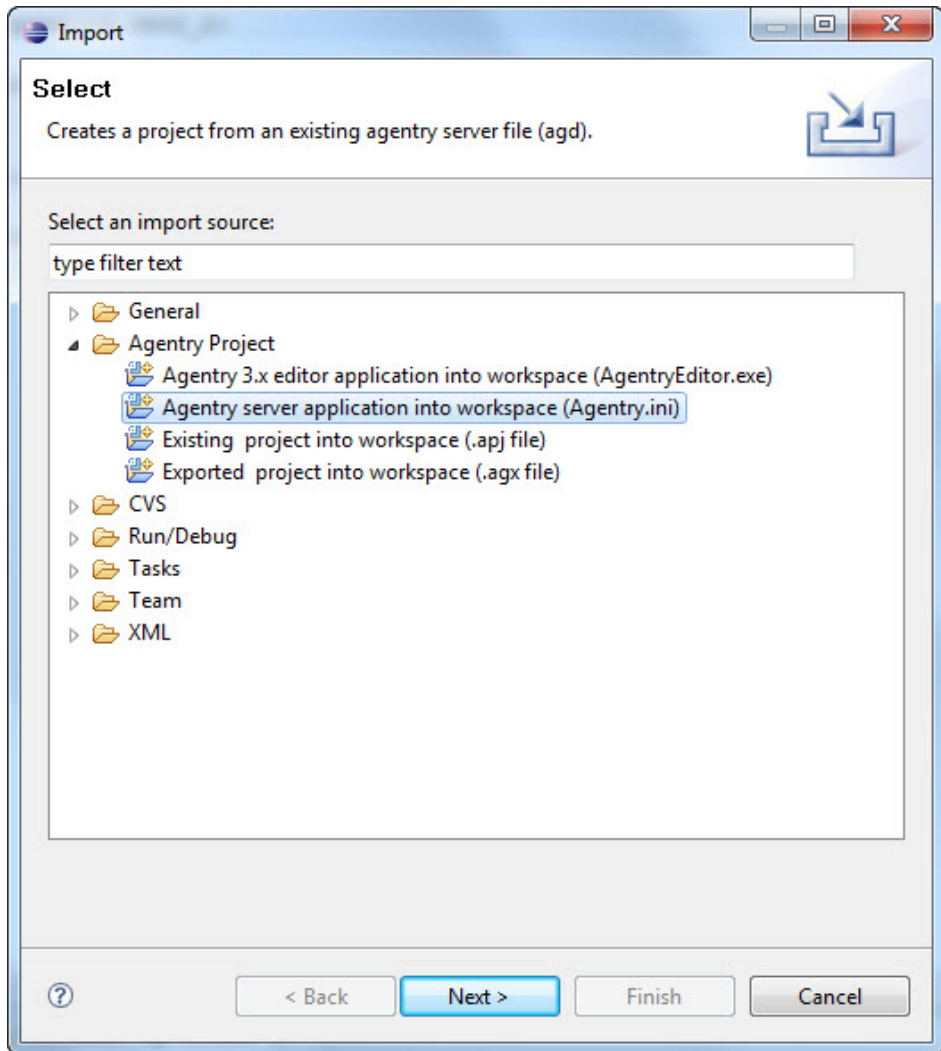 Import
Select
Creates a project from an existing agentry server file (agd).
Select an import source:
type filter text
General
Agentry Project
Agentry 3.x editor application into workspace (AgentryEditor.exe)
Agentry server application into workspace (Agentry.ini)
Existing  project into workspace (.apj file)
Exported  project into workspace (.agx file)
CVS
Run/Debug
Tasks
Team
XML
? < Back Next > Finish Cancel